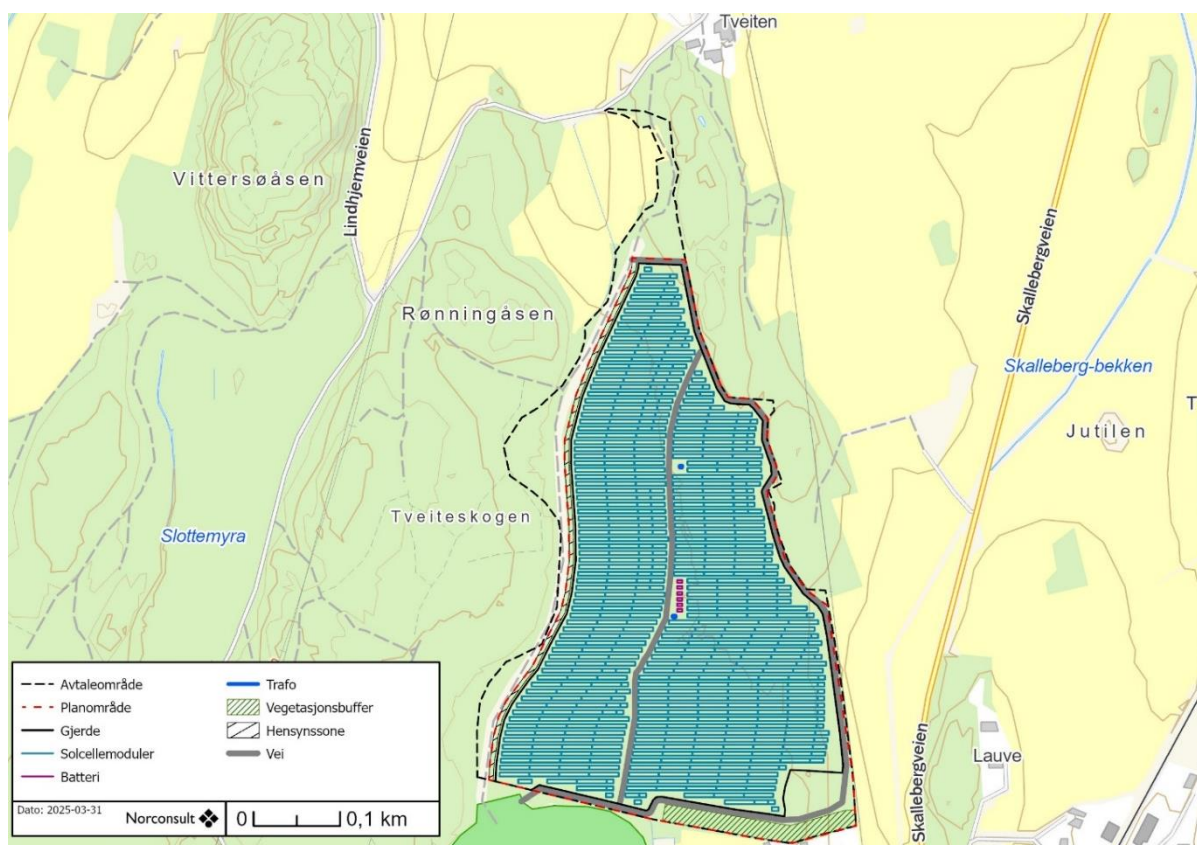 Tveiten
Vittersøåsen
Lindhjemveien
Rønningåsen
Skallebergveien
Skalleberg-bekken
T
Jutilen
Tveiteskogen
Slottemyra
Lauve
Skallebergveien
Avtaleområde
Planområde
Gjerde
Solcellemoduler
Batteri
Trafo
Vegetasjonsbuffer
Hensynssone
Vei
Dato: 2025-03-31
Norconsult
0 0,1 km